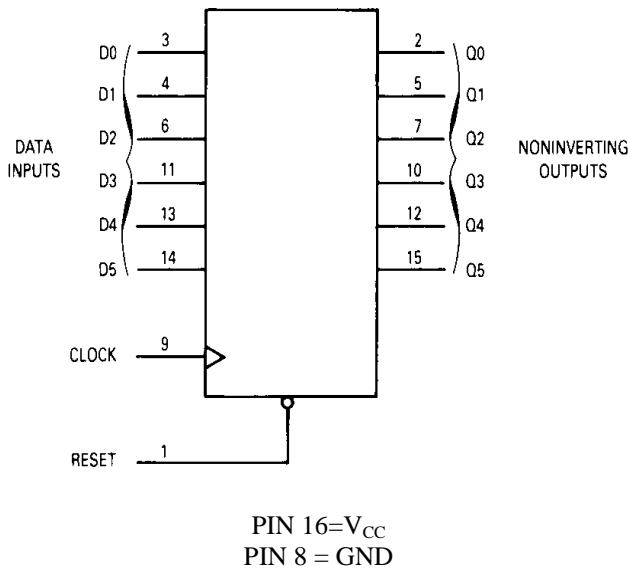 D0 3 2 Q0
D1 4 5 Q1
D2 6 7 Q2
DATA INPUTS
NONINVERTING OUTPUTS
D3 11 10 Q3
D4 13 12 Q4
D5 14 15 Q5
CLOCK 9
RESET 1
PIN 16=VCC
PIN 8 = GND